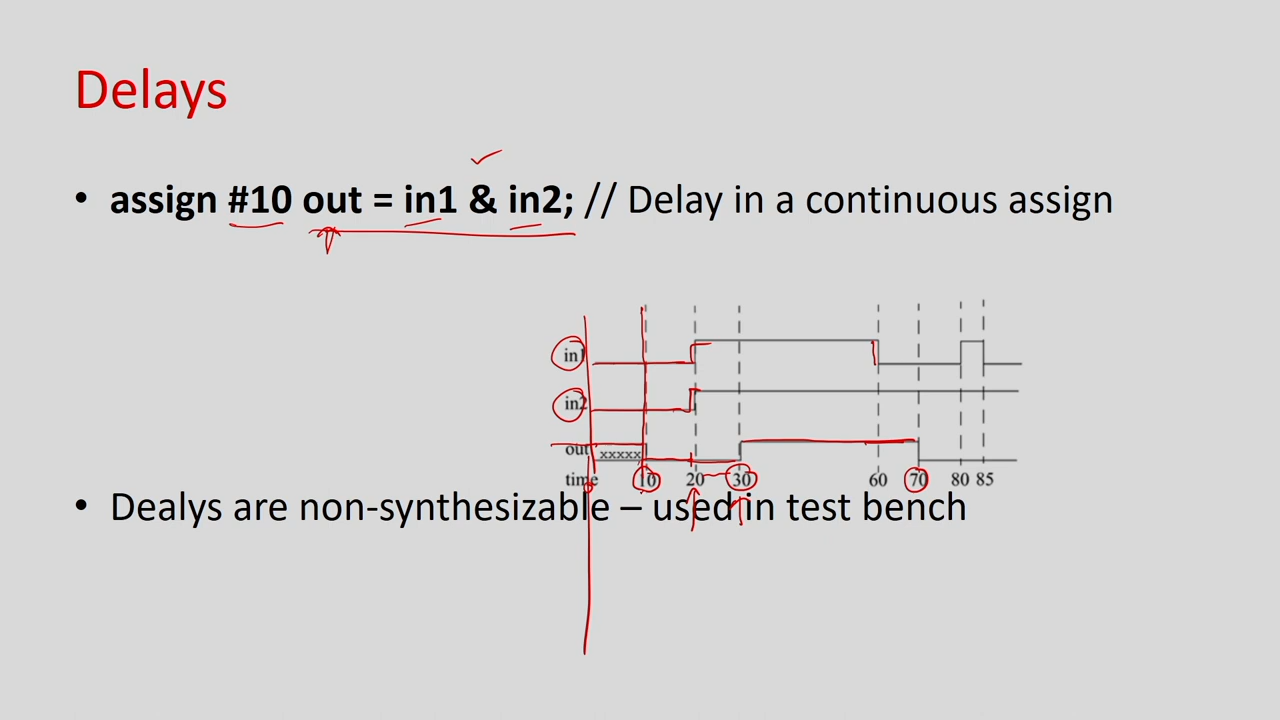 Delays
• assign #10 out = in1 & in2; // Delay in a continuous assign
in1
in2
out xxxxx
time 10 20 30 60 70 80 85
• Dealys are non-synthesizable – used in test bench